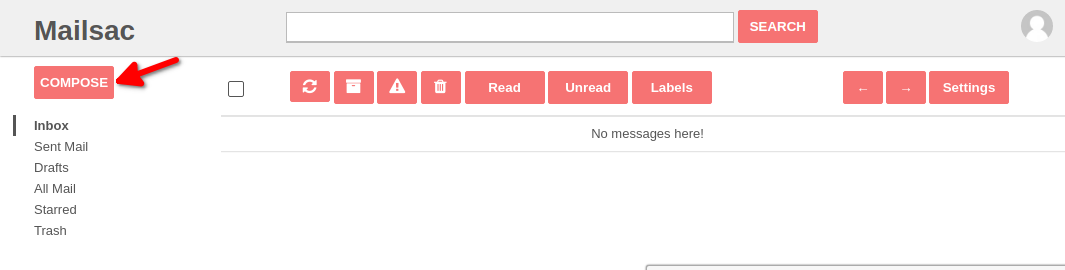 Mailsac
SEARCH
COMPOSE
Read Unread Labels ← → Settings
Inbox
No messages here!
Sent Mail
Drafts
All Mail
Starred
Trash